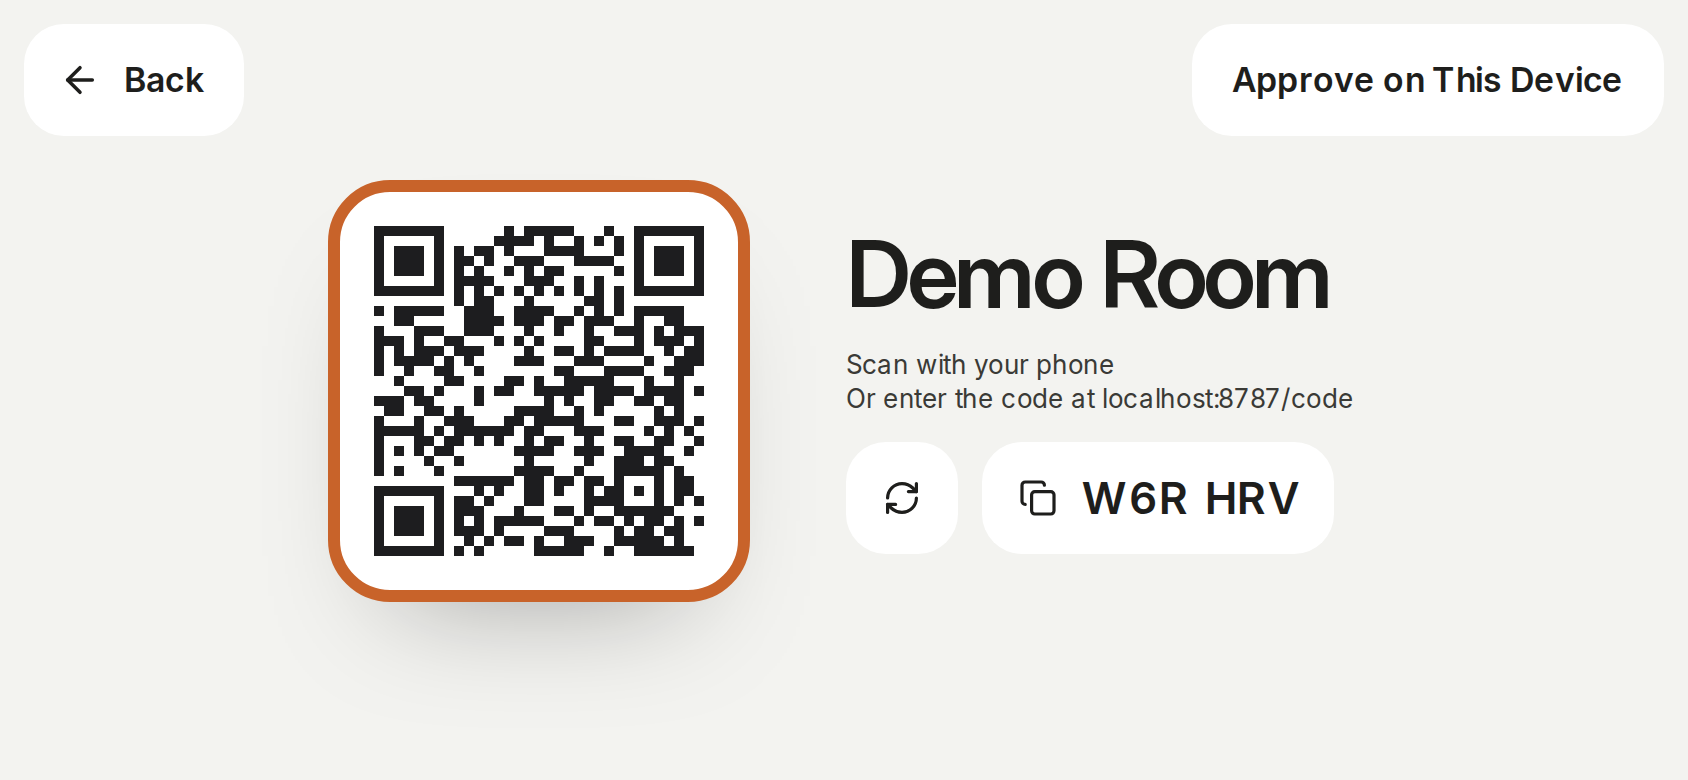 Back
Approve on This Device
Demo Room
Scan with your phone
Or enter the code at localhost:8787/code
W6R HRV